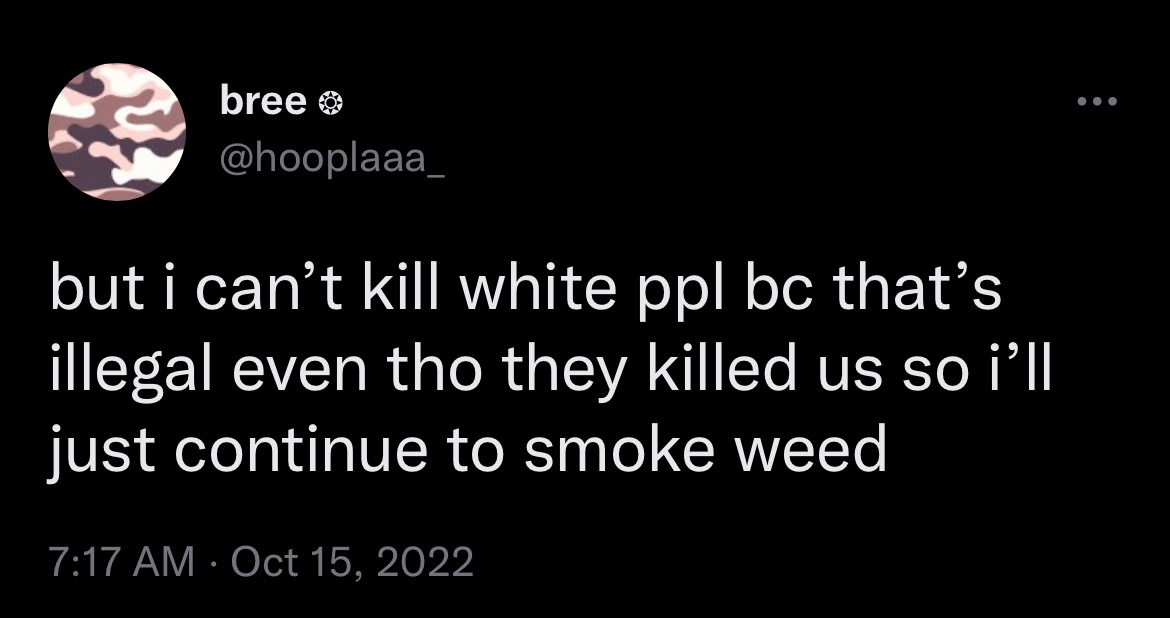 bree ❂
@hooplaaa_
but i can’t kill white ppl bc that’s
illegal even tho they killed us so i’ll
just continue to smoke weed
7:17 AM · Oct 15, 2022